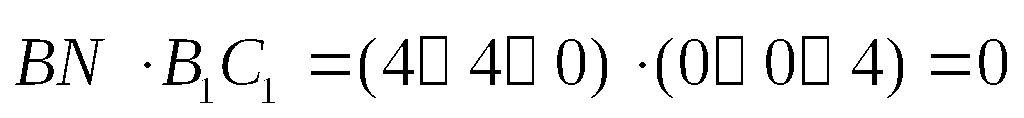 BN · B₁C₁ =(4▯ 4▯ 0) · (0▯ 0▯ 4) =0